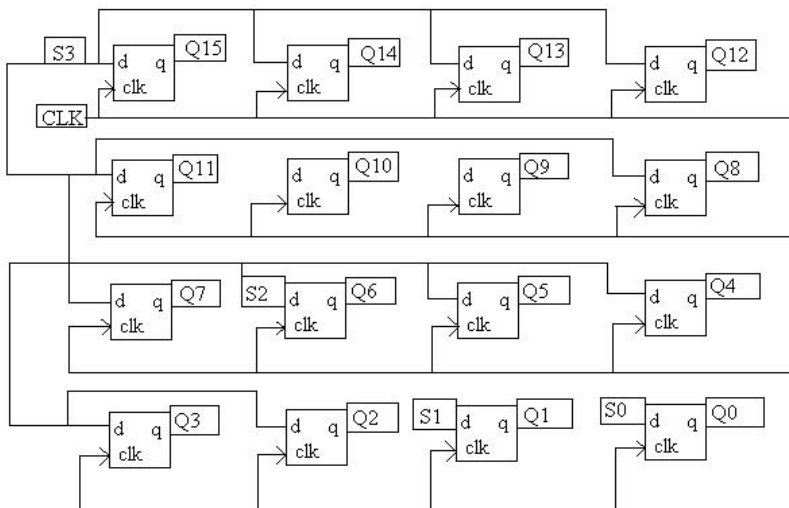 S3 d q clk Q15 d q clk Q14 d q clk Q13 d q clk Q12
CLK
d q clk Q11 d q clk Q10 d q clk Q9 d q clk Q8
d q clk Q7 S2 d q clk Q6 d q clk Q5 d q clk Q4
d q clk Q3 d q clk Q2 S1 d q clk Q1 S0 d q clk Q0